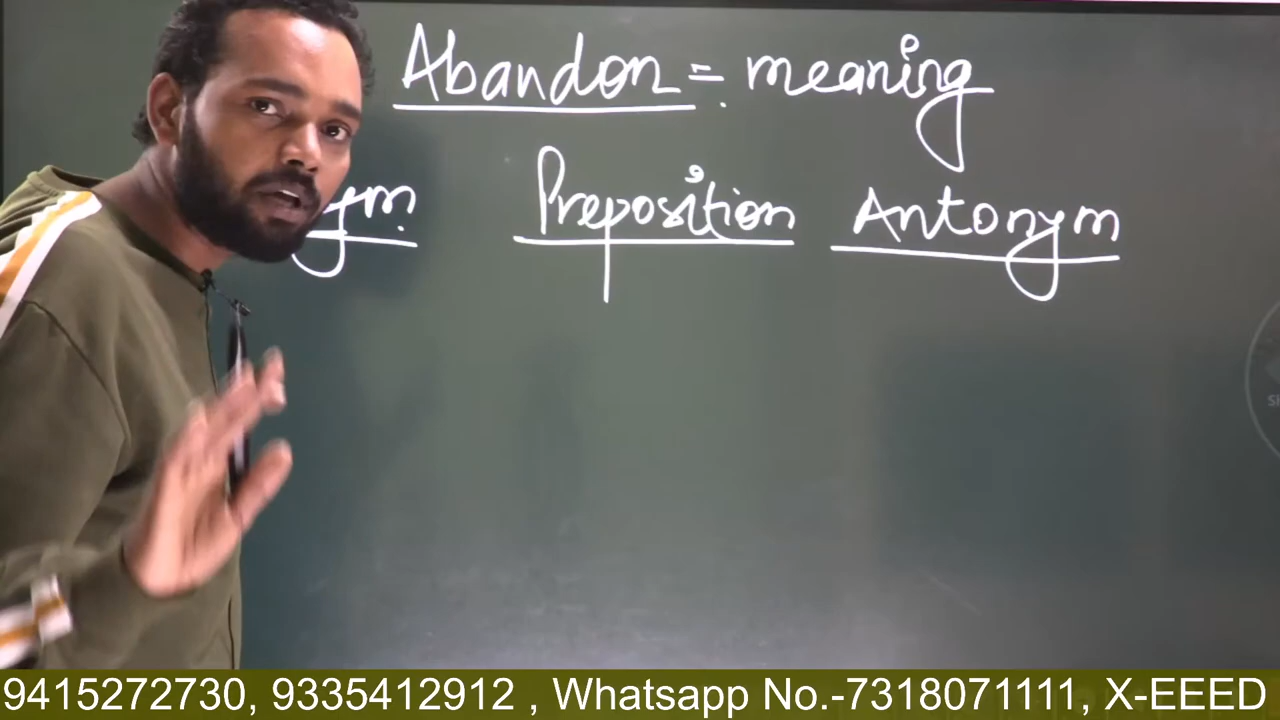 Abandon = meaning
Preposition Antonym
9415272730, 9335412912 , Whatsapp No.-7318071111, X-EEED